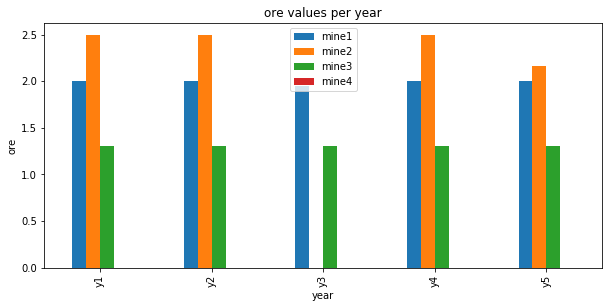 ore values per year
mine1
mine2
mine3
mine4
2.5
2.0
1.5
1.0
0.5
0.0
ore
y1
y2
y3
y4
y5
year